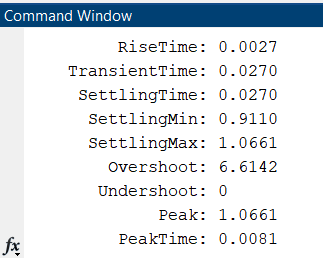 Command Window
RiseTime: 0.0027
TransientTime: 0.0270
SettlingTime: 0.0270
SettlingMin: 0.9110
SettlingMax: 1.0661
Overshoot: 6.6142
Undershoot: 0
Peak: 1.0661
PeakTime: 0.0081
fx